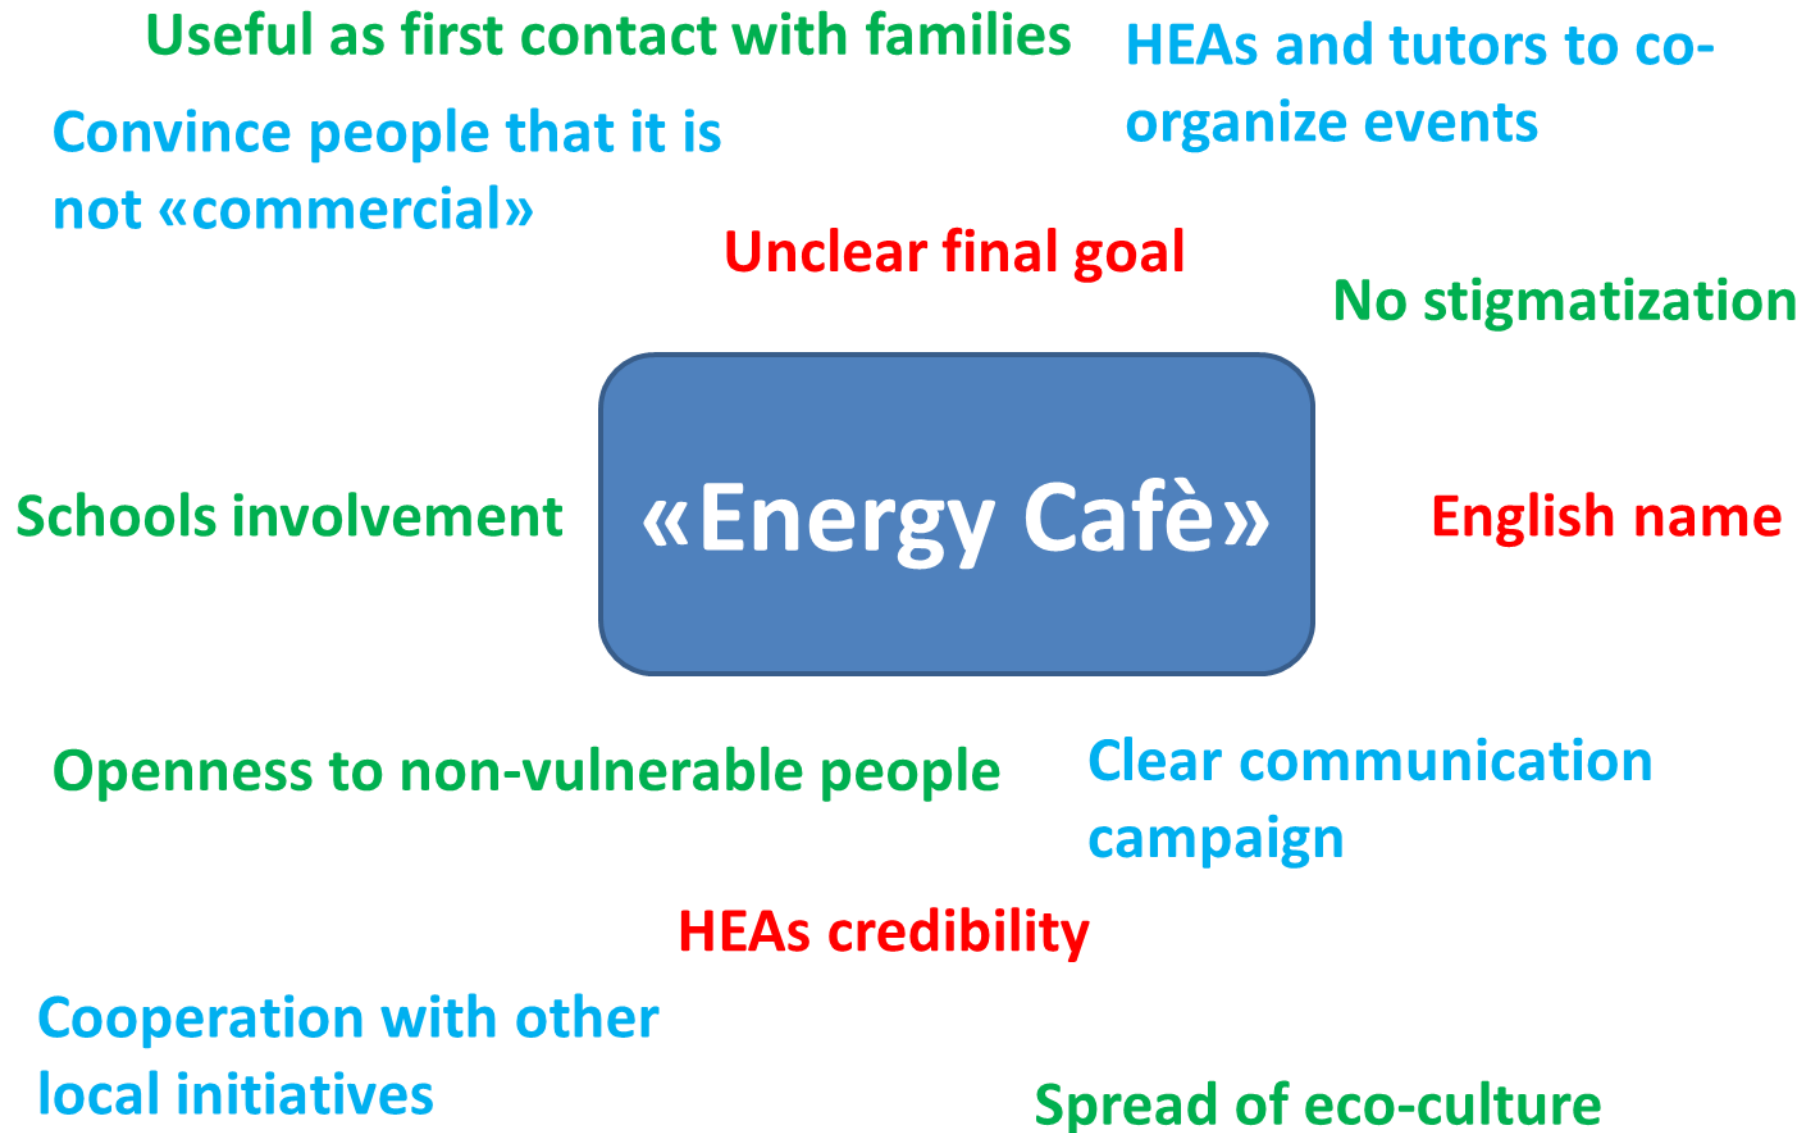 Useful as first contact with families
HEAs and tutors to co-
organize events
Convince people that it is
not «commercial»
Unclear final goal
No stigmatization
Schools involvement
«Energy Cafè»
English name
Openness to non-vulnerable people
Clear communication
campaign
HEAs credibility
Cooperation with other
local initiatives
Spread of eco-culture